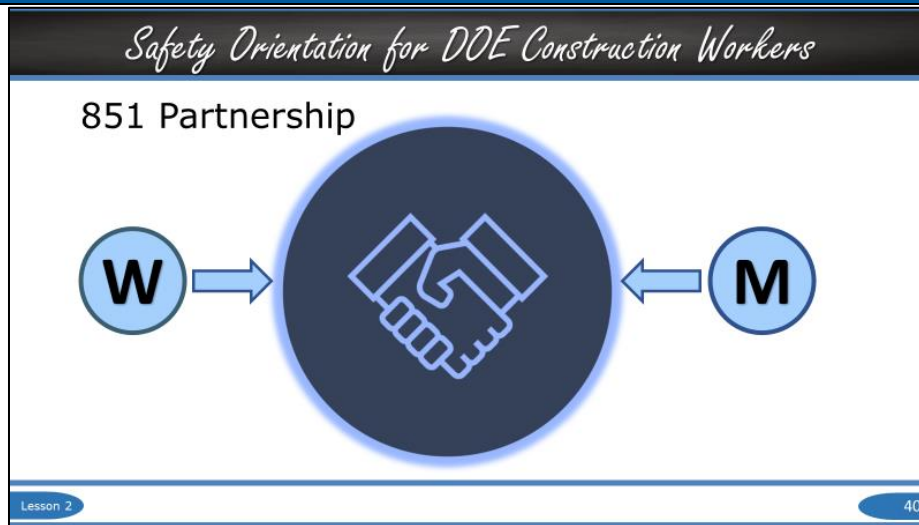 Safety Orientation for DOE Construction Workers
851 Partnership
W
M
Lesson 2
40